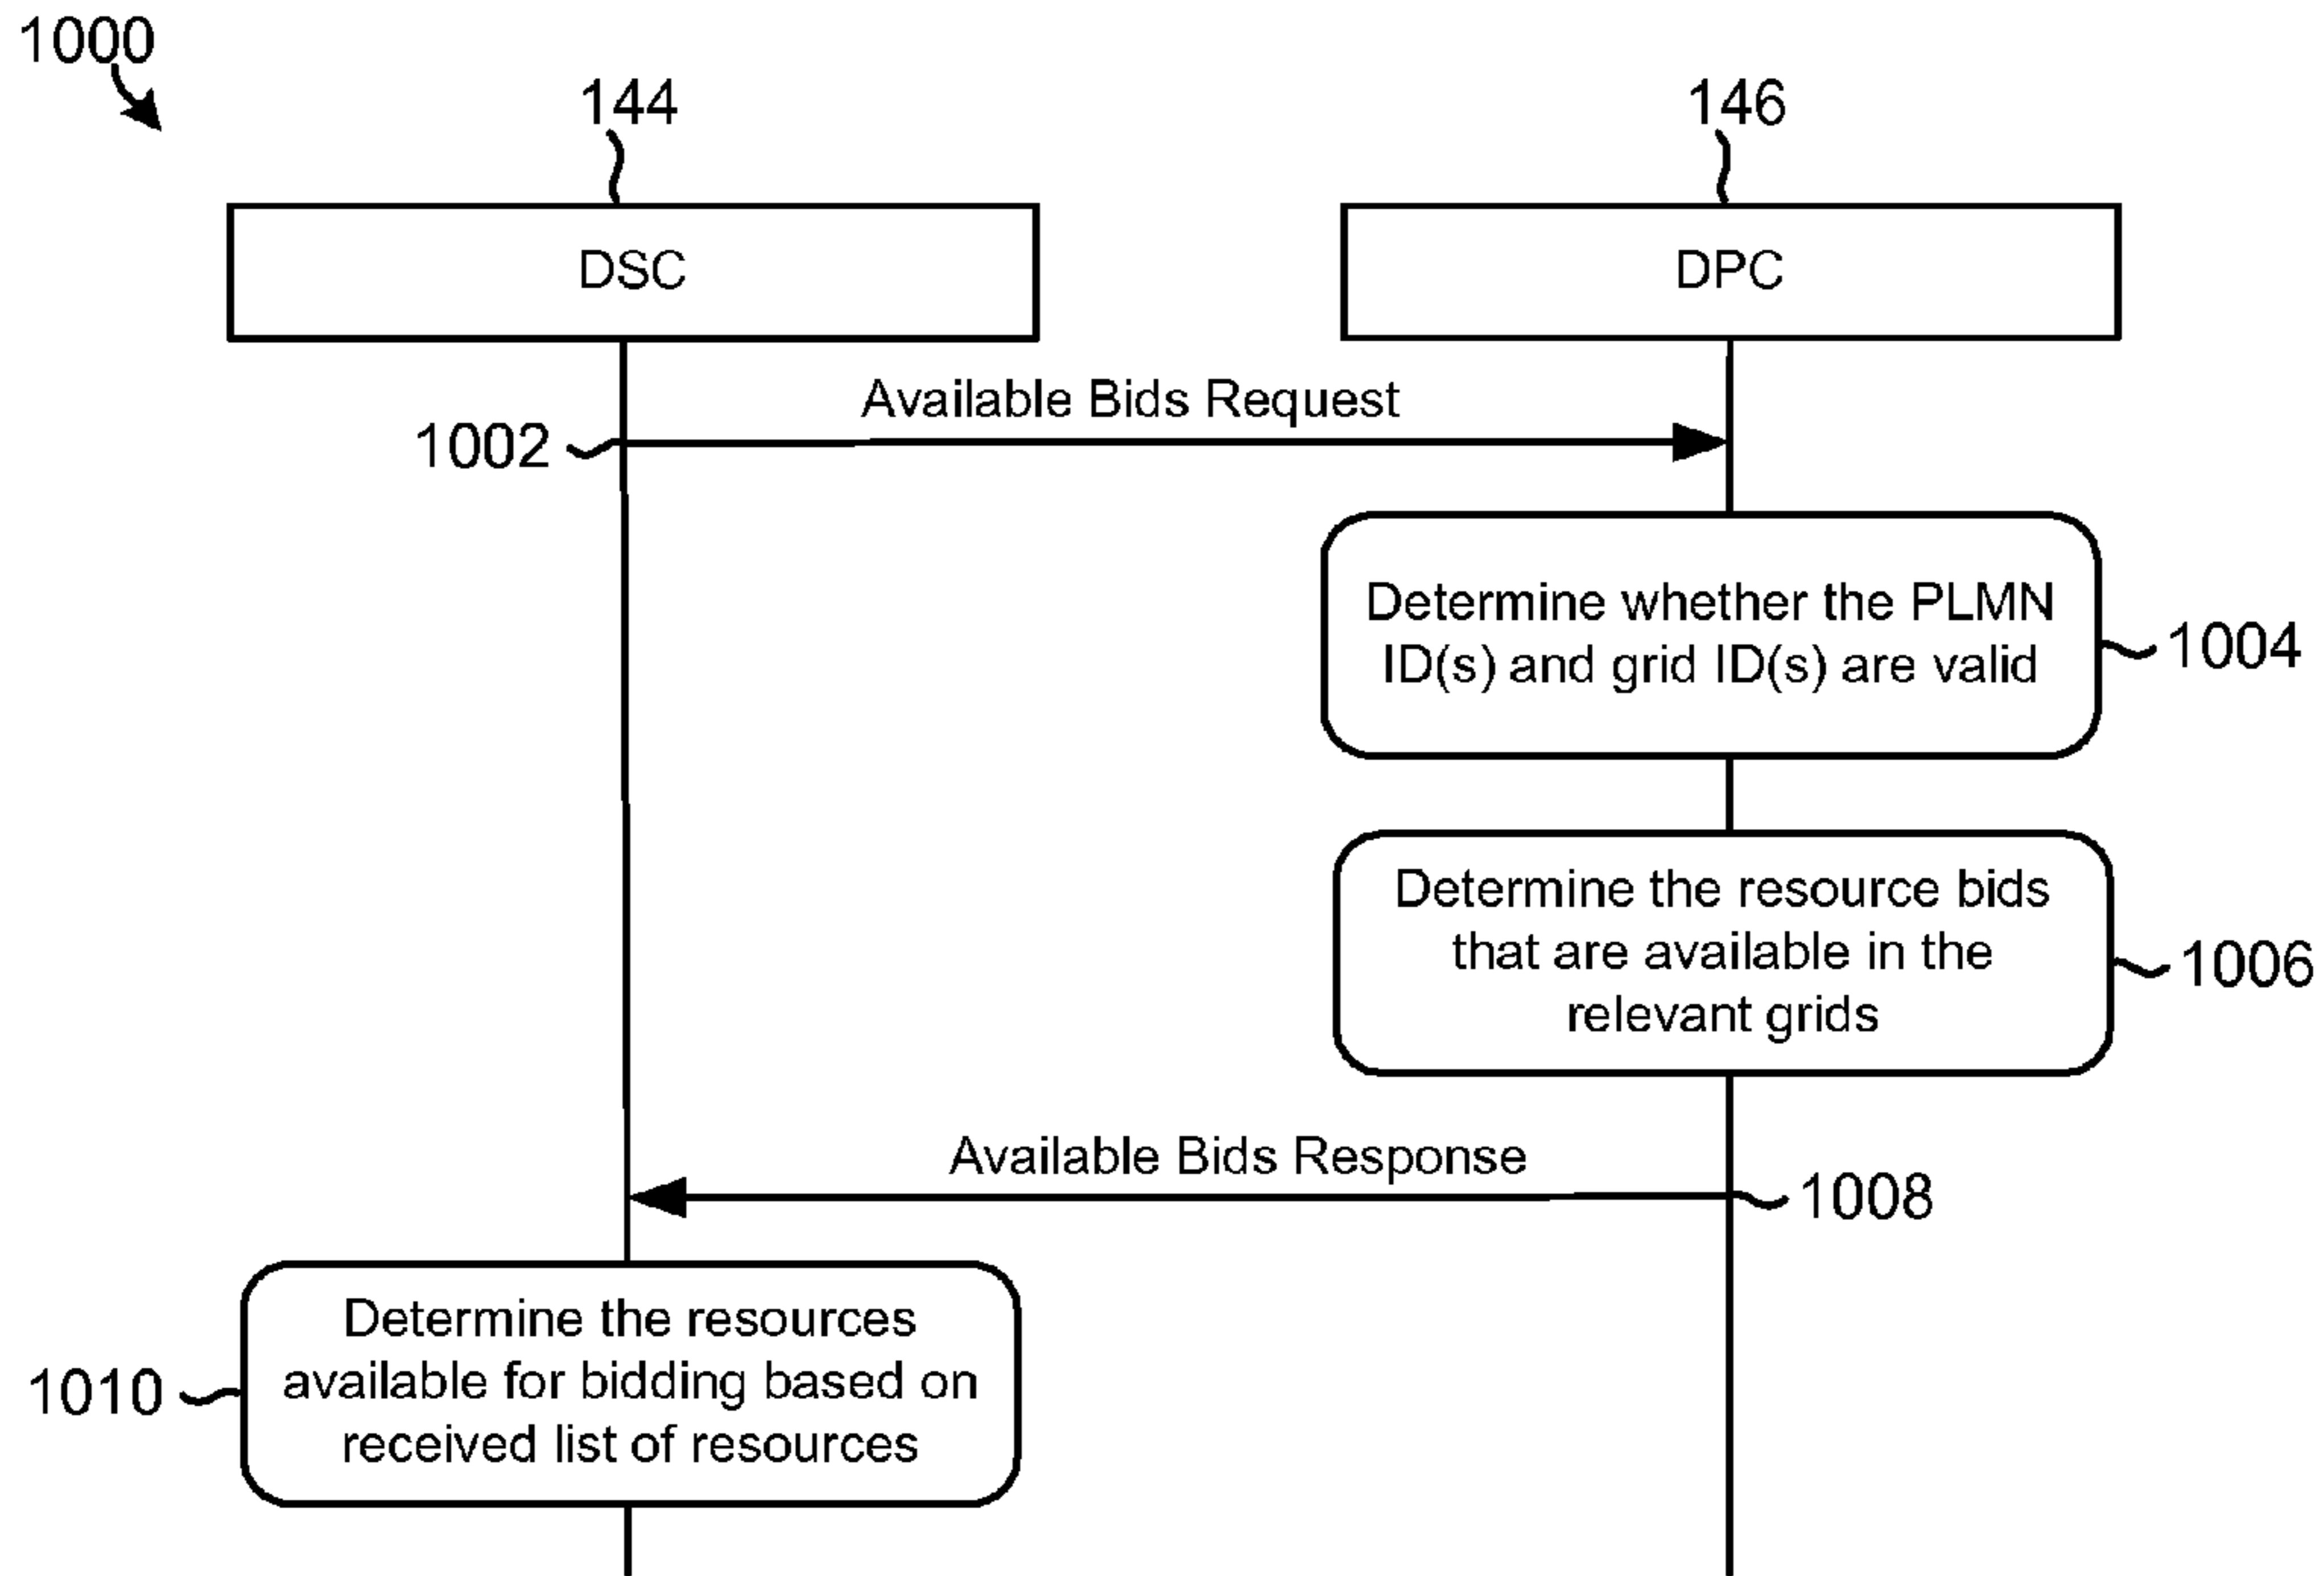 1000
144
146
DSC
DPC
Available Bids Request
1002
Determine whether the PLMN
ID(s) and grid ID(s) are valid
1004
Determine the resource bids
that are available in the
relevant grids
1006
Available Bids Response
1008
Determine the resources
available for bidding based on
received list of resources
1010